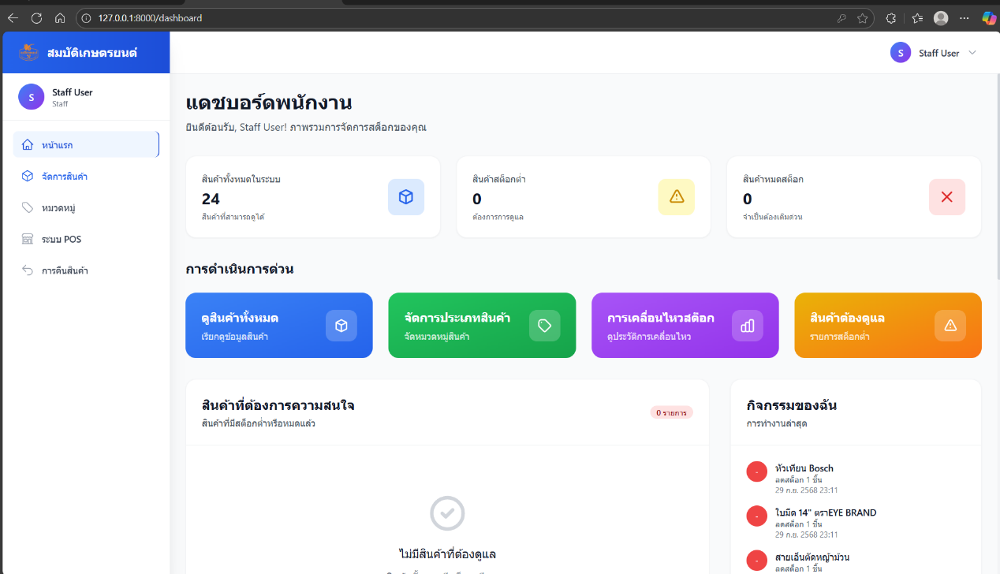 127.0.0.1:8000/dashboard
สมบัติเกษตรยนต์
S Staff User
S
Staff User
Staff
หน้าแรก
จัดการสินค้า
หมวดหมู่
ระบบ POS
การคืนสินค้า
แดชบอร์ดพนักงาน
ยินดีต้อนรับ, Staff User! ภาพรวมการจัดการสต็อกของคุณ
สินค้าทั้งหมดในระบบ
24
สินค้าที่สามารถดูได้
สินค้าสต็อกต่ำ
0
ต้องการการดูแล
สินค้าหมดสต็อก
0
จำเป็นต้องเติมด่วน
การดำเนินการด่วน
ดูสินค้าทั้งหมด
เรียกดูข้อมูลสินค้า
จัดการประเภทสินค้า
จัดหมวดหมู่สินค้า
การเคลื่อนไหวสต็อก
ดูประวัติการเคลื่อนไหว
สินค้าต้องดูแล
รายการสต็อกต่ำ
สินค้าที่ต้องการความสนใจ
สินค้าที่มีสต็อกต่ำหรือหมดแล้ว
0 รายการ
ไม่มีสินค้าที่ต้องดูแล
กิจกรรมของฉัน
การทำงานล่าสุด
-
หัวเทียน Bosch
ลดสต็อก 1 ชิ้น
29 ก.ย. 2568 23:11
-
ใบมีด 14" ตราEYE BRAND
ลดสต็อก 1 ชิ้น
29 ก.ย. 2568 23:11
-
สายเอ็นตัดหญ้าม้วน
ลดสต็อก 1 ชิ้น